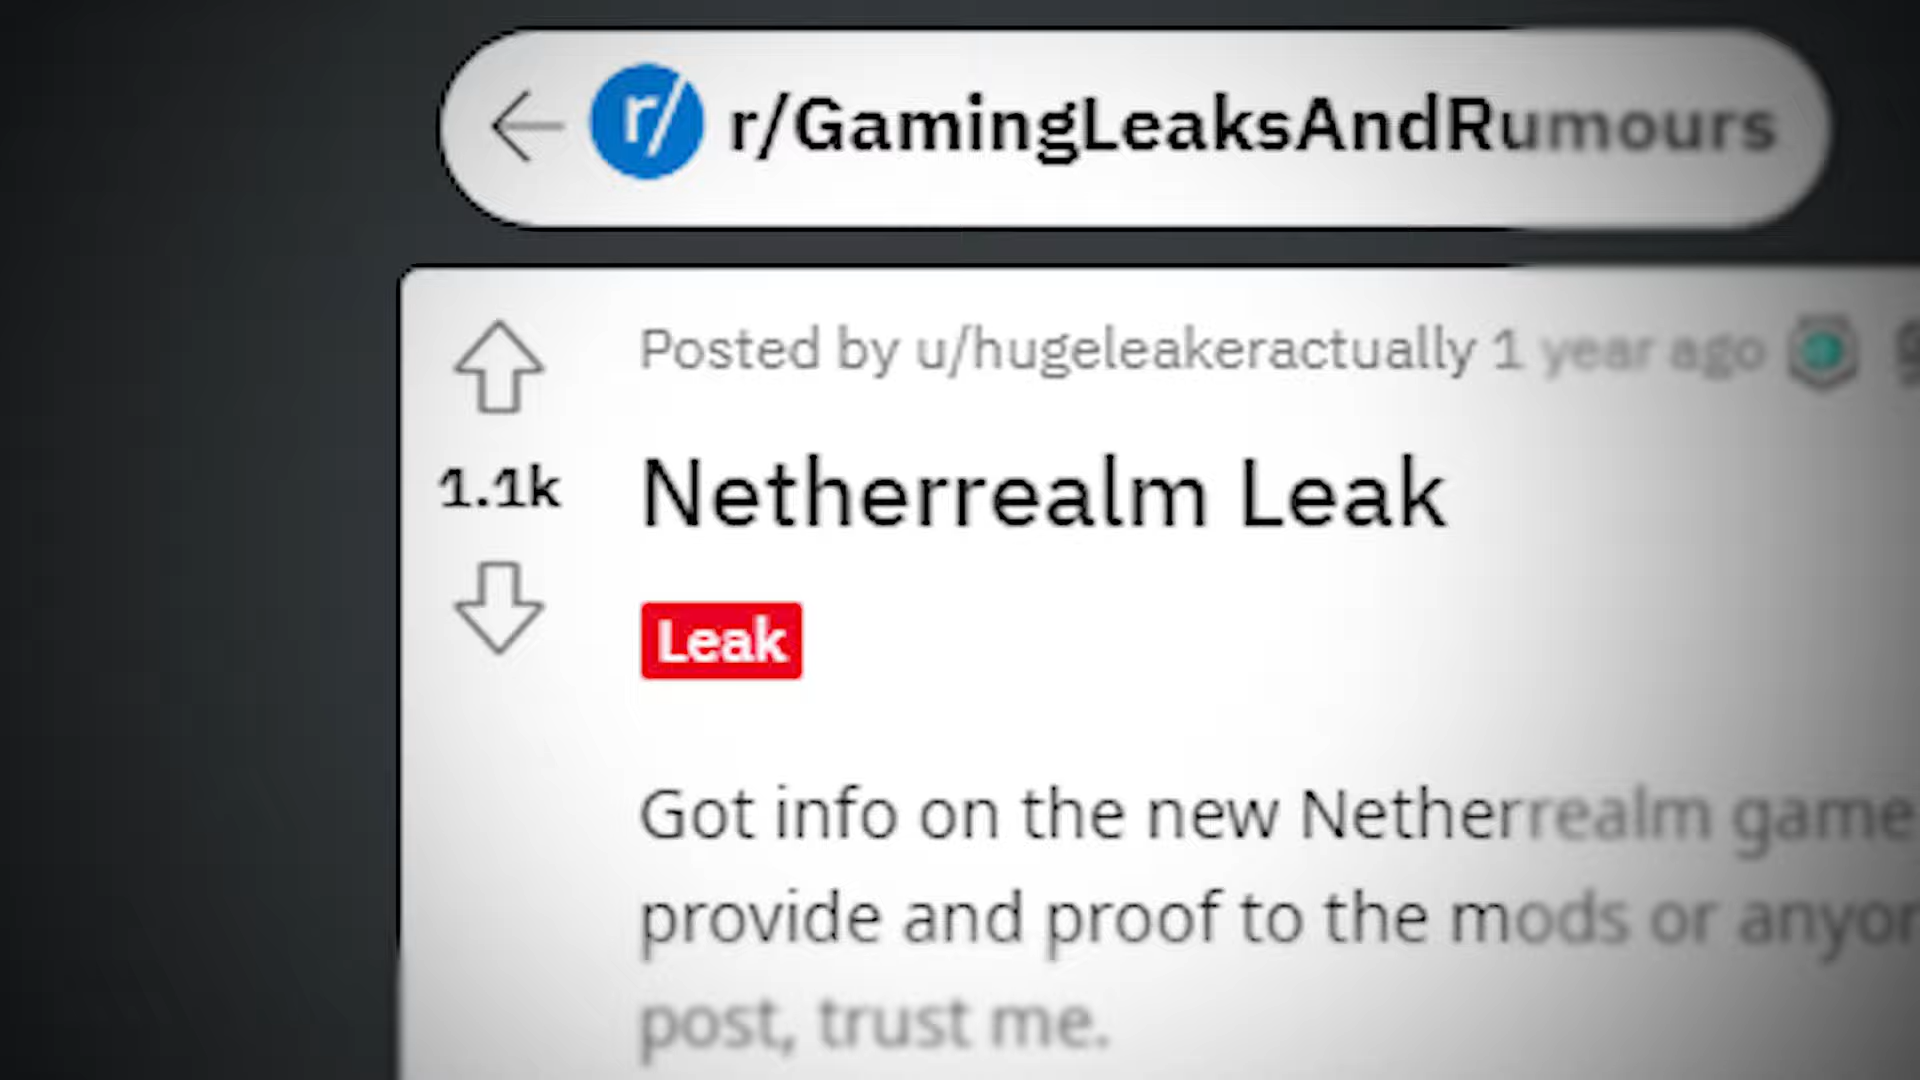 r/ r/GamingLeaksAndRumours
Posted by u/hugeleakeractually 1 year ago
1.1k
Netherrealm Leak
Leak
Got info on the new Netherrealm game
provide and proof to the mods or
post, trust me.